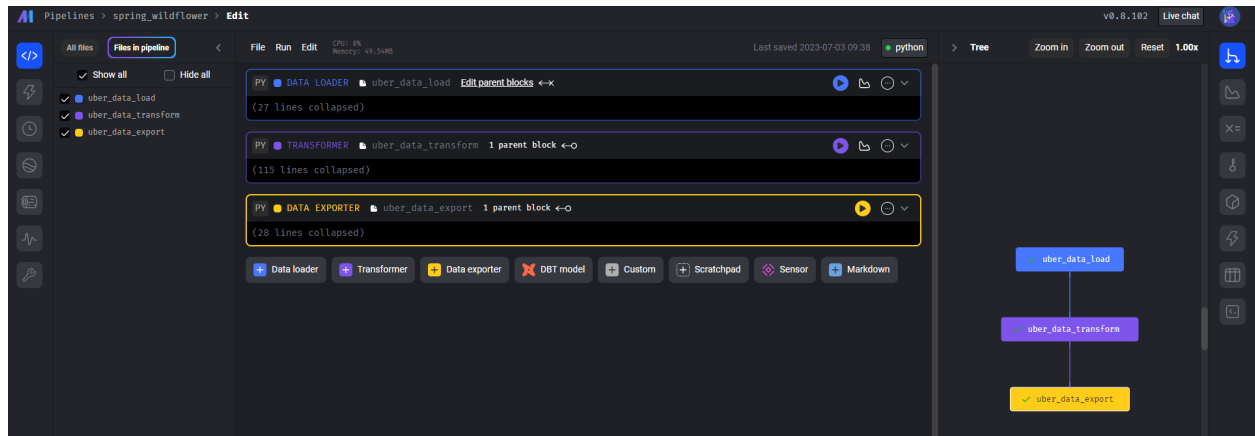 Pipelines > spring_wildflower > Edit
v0.8.102 Live chat
All files Files in pipeline
Show all Hide all
uber_data_load
uber_data_transform
uber_data_export
File Run Edit
CPU: 0%
Memory: 49.54MB
Last saved 2023-07-03 09:38 python
PY DATA LOADER uber_data_load Edit parent blocks
(27 lines collapsed)
PY TRANSFORMER uber_data_transform 1 parent block
(115 lines collapsed)
PY DATA EXPORTER uber_data_export 1 parent block
(28 lines collapsed)
Data loader Transformer Data exporter DBT model Custom Scratchpad Sensor Markdown
Tree Zoom in Zoom out Reset 1.00x
uber_data_load
uber_data_transform
uber_data_export